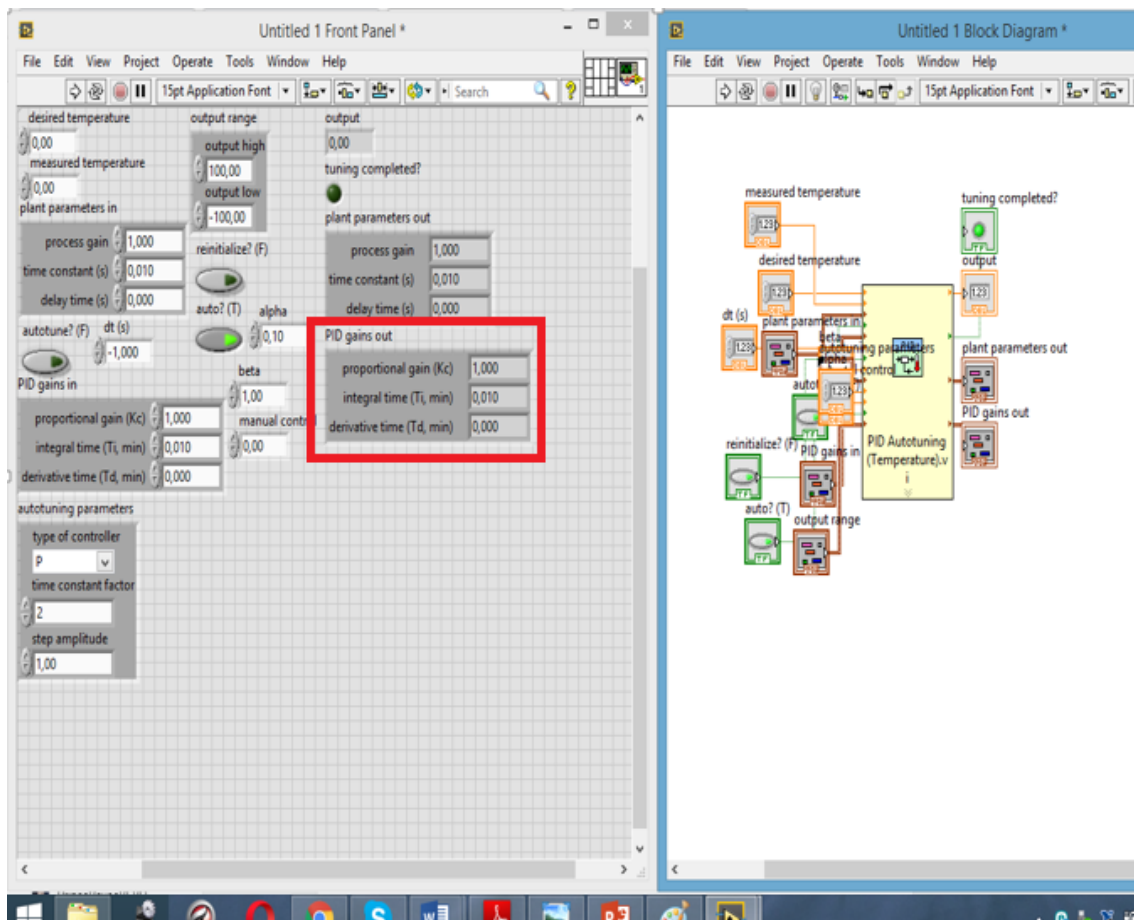 Untitled 1 Front Panel *
File Edit View Project Operate Tools Window Help
15pt Application Font
Search
desired temperature
0,00
measured temperature
0,00
plant parameters in
process gain 1,000
time constant (s) 0,010
delay time (s) 0,000
autotune? (F)
dt (s)
-1,000
PID gains in
proportional gain (Kc) 1,000
integral time (Ti, min) 0,010
derivative time (Td, min) 0,000
autotuning parameters
type of controller
P
time constant factor
2
step amplitude
1,00
output range
output high
100,00
output low
-100,00
reinitialize? (F)
auto? (T)
alpha
0,10
beta
1,00
manual cont
0,00
output
0,00
tuning completed?
plant parameters out
process gain 1,000
time constant (s) 0,010
delay time (s) 0,000
PID gains out
proportional gain (Kc) 1,000
integral time (Ti, min) 0,010
derivative time (Td, min) 0,000
Untitled 1 Block Diagram *
File Edit View Project Operate Tools Window Help
15pt Application Font
measured temperature
tuning completed?
TF
desired temperature
output
1.23
dt (s)
plant parameters in
beta
autotuning parameters
alpha
control
plant parameters out
PID gains out
reinitialize? (F)
PID gains in
PID Autotuning
(Temperature).v
i
auto? (T)
output range
TF